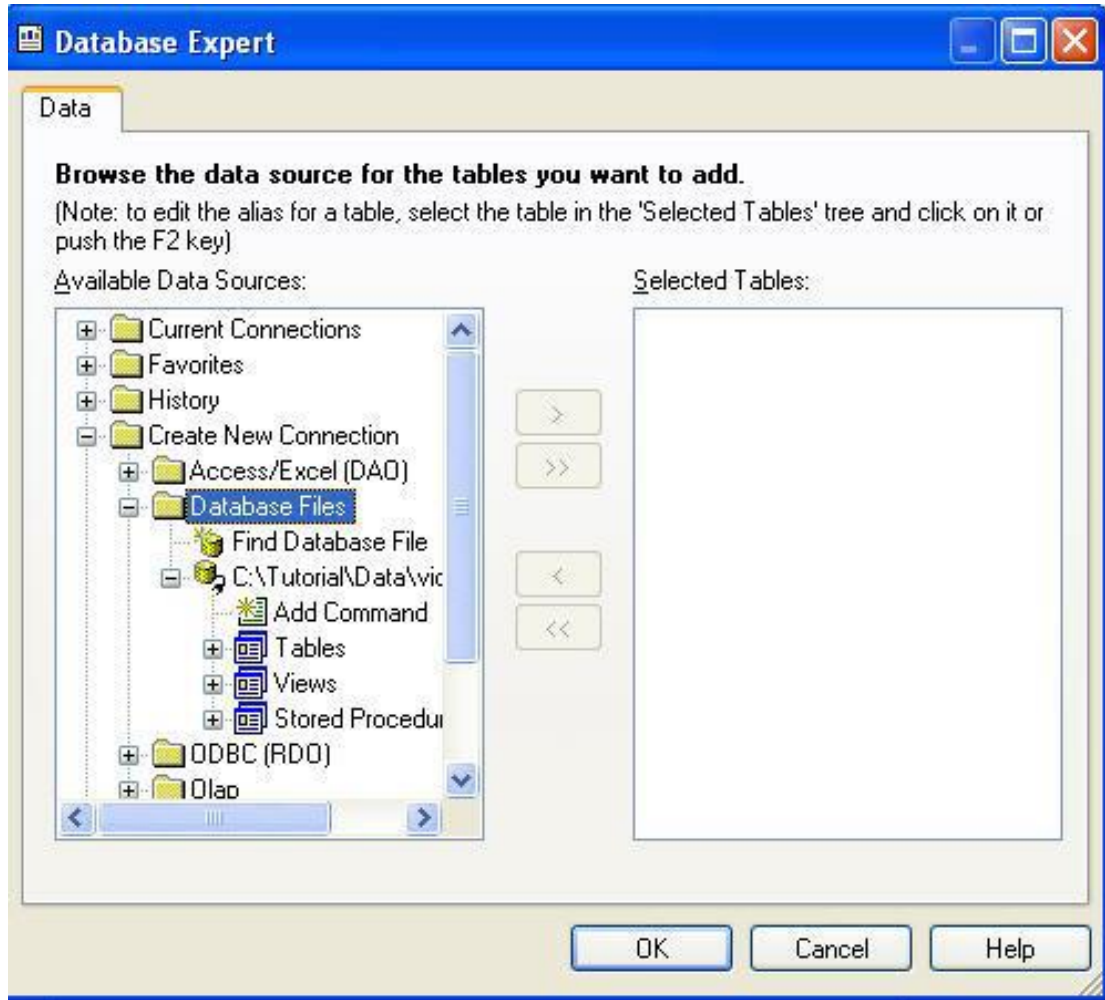 Database Expert
Data
Browse the data source for the tables you want to add.
(Note: to edit the alias for a table, select the table in the 'Selected Tables' tree and click on it or
push the F2 key)
Available Data Sources:
Selected Tables:
Current Connections
Favorites
History
Create New Connection
Access/Excel (DAO)
Database Files
Find Database File
C:\Tutorial\Data\vic
Add Command
Tables
Views
Stored Procedu
ODBC (RDO)
Olap
>
>>
<
<<
OK
Cancel
Help